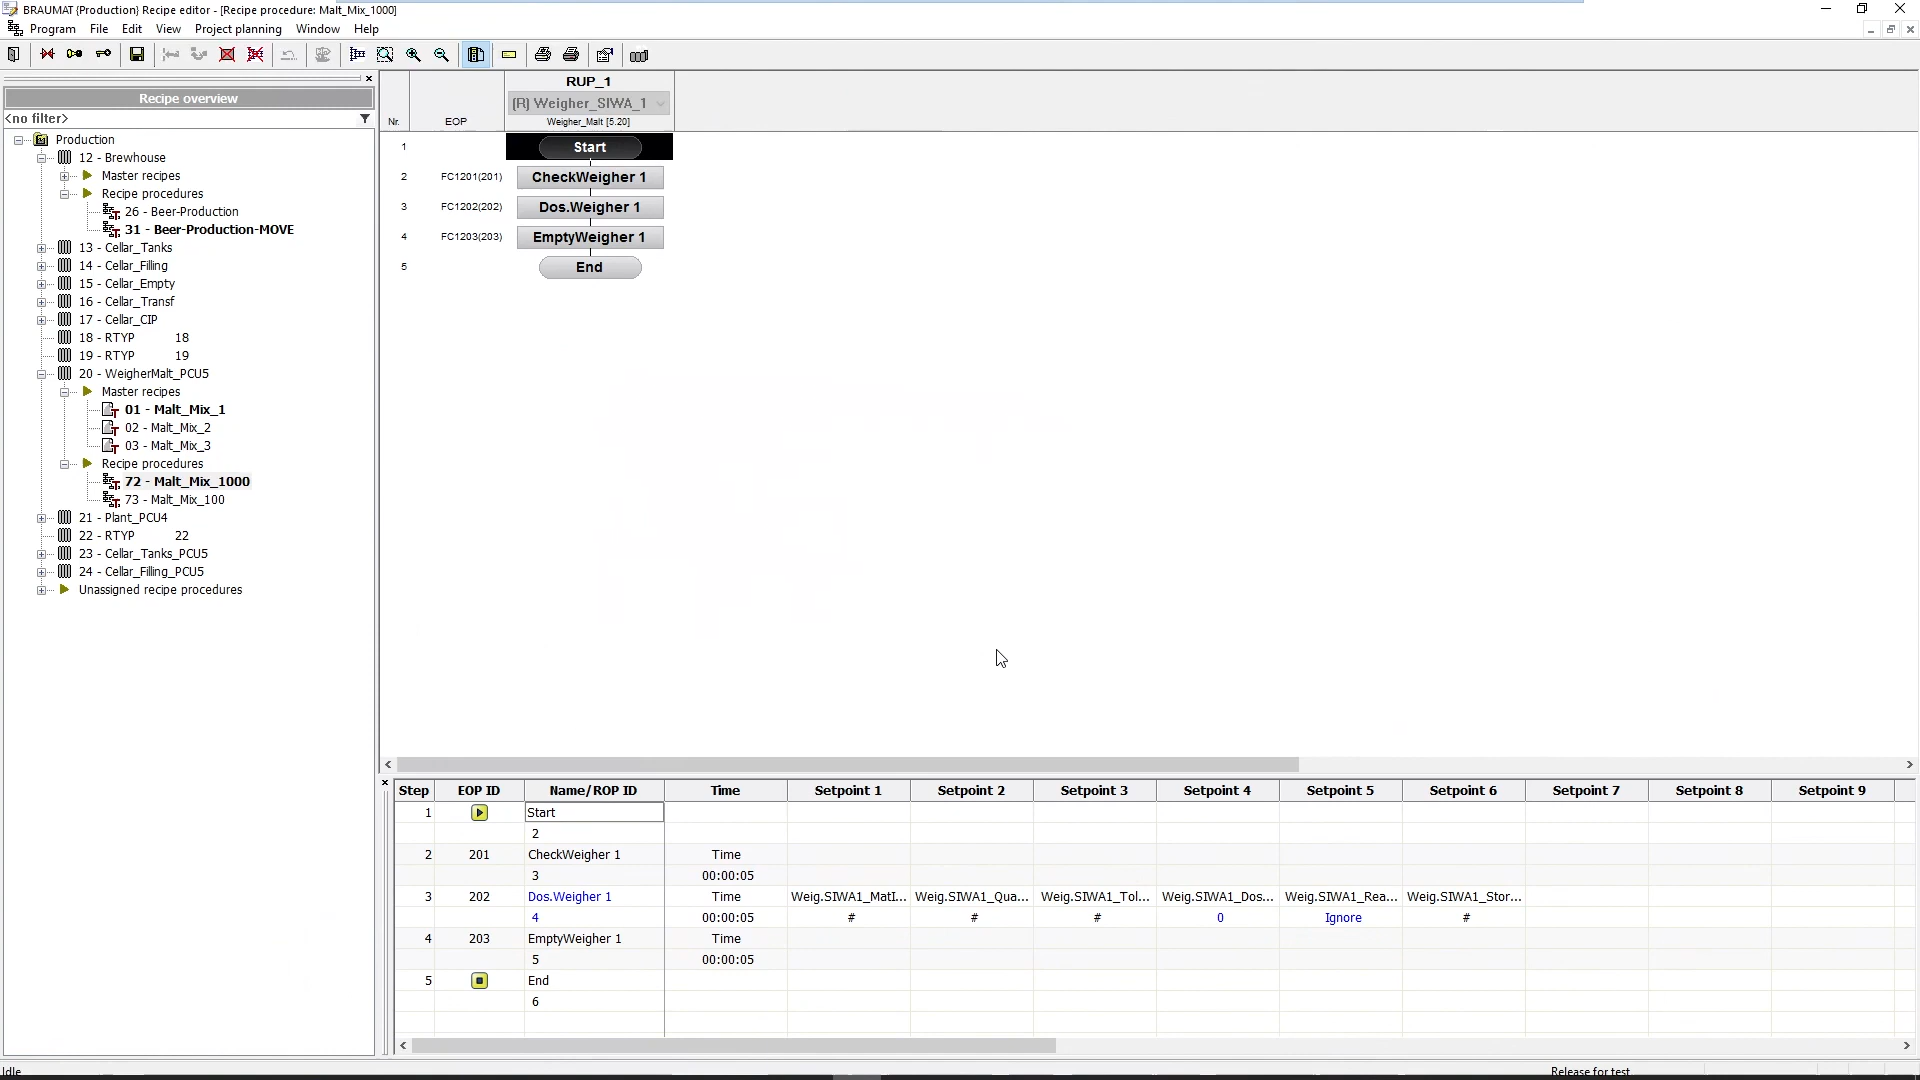 BRAUMAT {Production} Recipe editor - [Recipe procedure: Malt_Mix_1000]
Program File Edit View Project planning Window Help
Recipe overview
<no filter>
Production
12 - Brewhouse
Master recipes
Recipe procedures
26 - Beer-Production
31 - Beer-Production-MOVE
13 - Cellar_Tanks
14 - Cellar_Filling
15 - Cellar_Empty
16 - Cellar_Transf
17 - Cellar_CIP
18 - RTYP 18
19 - RTYP 19
20 - WeigherMalt_PCU5
Master recipes
01 - Malt_Mix_1
02 - Malt_Mix_2
03 - Malt_Mix_3
Recipe procedures
72 - Malt_Mix_1000
73 - Malt_Mix_100
21 - Plant_PCU4
22 - RTYP 22
23 - Cellar_Tanks_PCU5
24 - Cellar_Filling_PCU5
Unassigned recipe procedures
RUP_1
(R) Weigher_SIWA_1
Nr. EOP Weigher_Malt [5.20]
1 Start
2 FC1201(201) CheckWeigher 1
3 FC1202(202) Dos.Weigher 1
4 FC1203(203) EmptyWeigher 1
5 End
Step EOP ID Name/ROP ID Time Setpoint 1 Setpoint 2 Setpoint 3 Setpoint 4 Setpoint 5 Setpoint 6 Setpoint 7 Setpoint 8 Setpoint 9
1 Start
2
2 201 CheckWeigher 1 Time
3 00:00:05
3 202 Dos.Weigher 1 Time Weig.SIWA1_MatI... Weig.SIWA1_Qua... Weig.SIWA1_Tol... Weig.SIWA1_Dos... Weig.SIWA1_Rea... Weig.SIWA1_Stor...
4 00:00:05 # # # 0 Ignore #
4 203 EmptyWeigher 1 Time
5 00:00:05
5 End
6
Idle Release for test